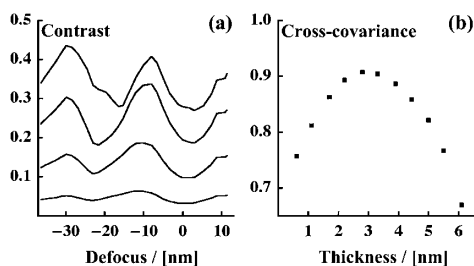 Contrast (a)
0.5
0.4
0.3
0.2
0.1
−30 −20 −10 0 10
Defocus / [nm]
Cross-covariance (b)
1.0
0.9
0.8
0.7
1 2 3 4 5 6
Thickness / [nm]